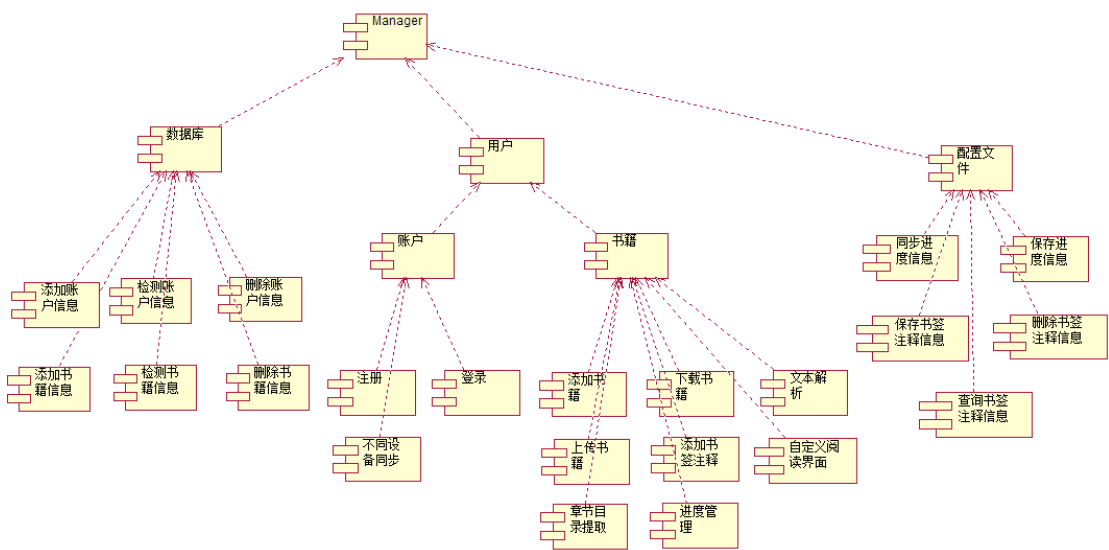 Manager
数据库
用户
配置文
件
账户
书籍
同步进
度信息
保存进
度信息
添加账
户信息
检测账
户信息
删除账
户信息
保存书签
注释信息
删除书签
注释信息
添加书
籍信息
检测书
籍信息
删除书
籍信息
注册
登录
添加书
籍
下载书
籍
文本解
析
查询书签
注释信息
不同设
备同步
上传书
籍
添加书
签注释
自定义阅
读界面
章节目
录提取
进度管
理